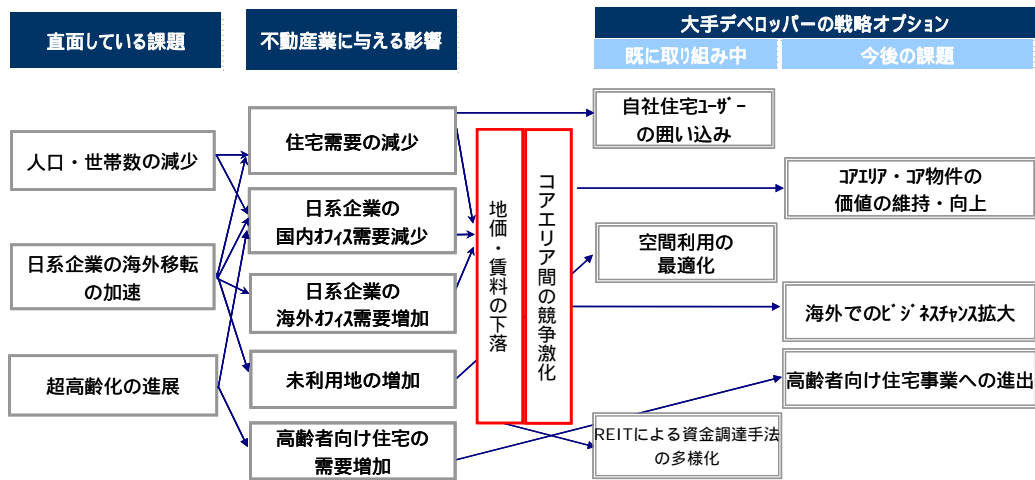 直面している課題
不動産業に与える影響
大手デベロッパーの戦略オプション
既に取り組み中
今後の課題
人口・世帯数の減少
日系企業の海外移転
の加速
超高齢化の進展
住宅需要の減少
日系企業の
国内ｵﾌｨｽ需要減少
日系企業の
海外ｵﾌｨｽ需要増加
未利用地の増加
高齢者向け住宅の
需要増加
地価・賃料の下落
コアエリア間の競争激化
自社住宅ﾕｰｻﾞｰ
の囲い込み
空間利用の
最適化
REITによる資金調達手法
の多様化
ｺｱｴﾘｱ・コア物件の
価値の維持・向上
海外でのﾋﾞｼﾞﾈｽﾁｬﾝｽ拡大
高齢者向け住宅事業への進出